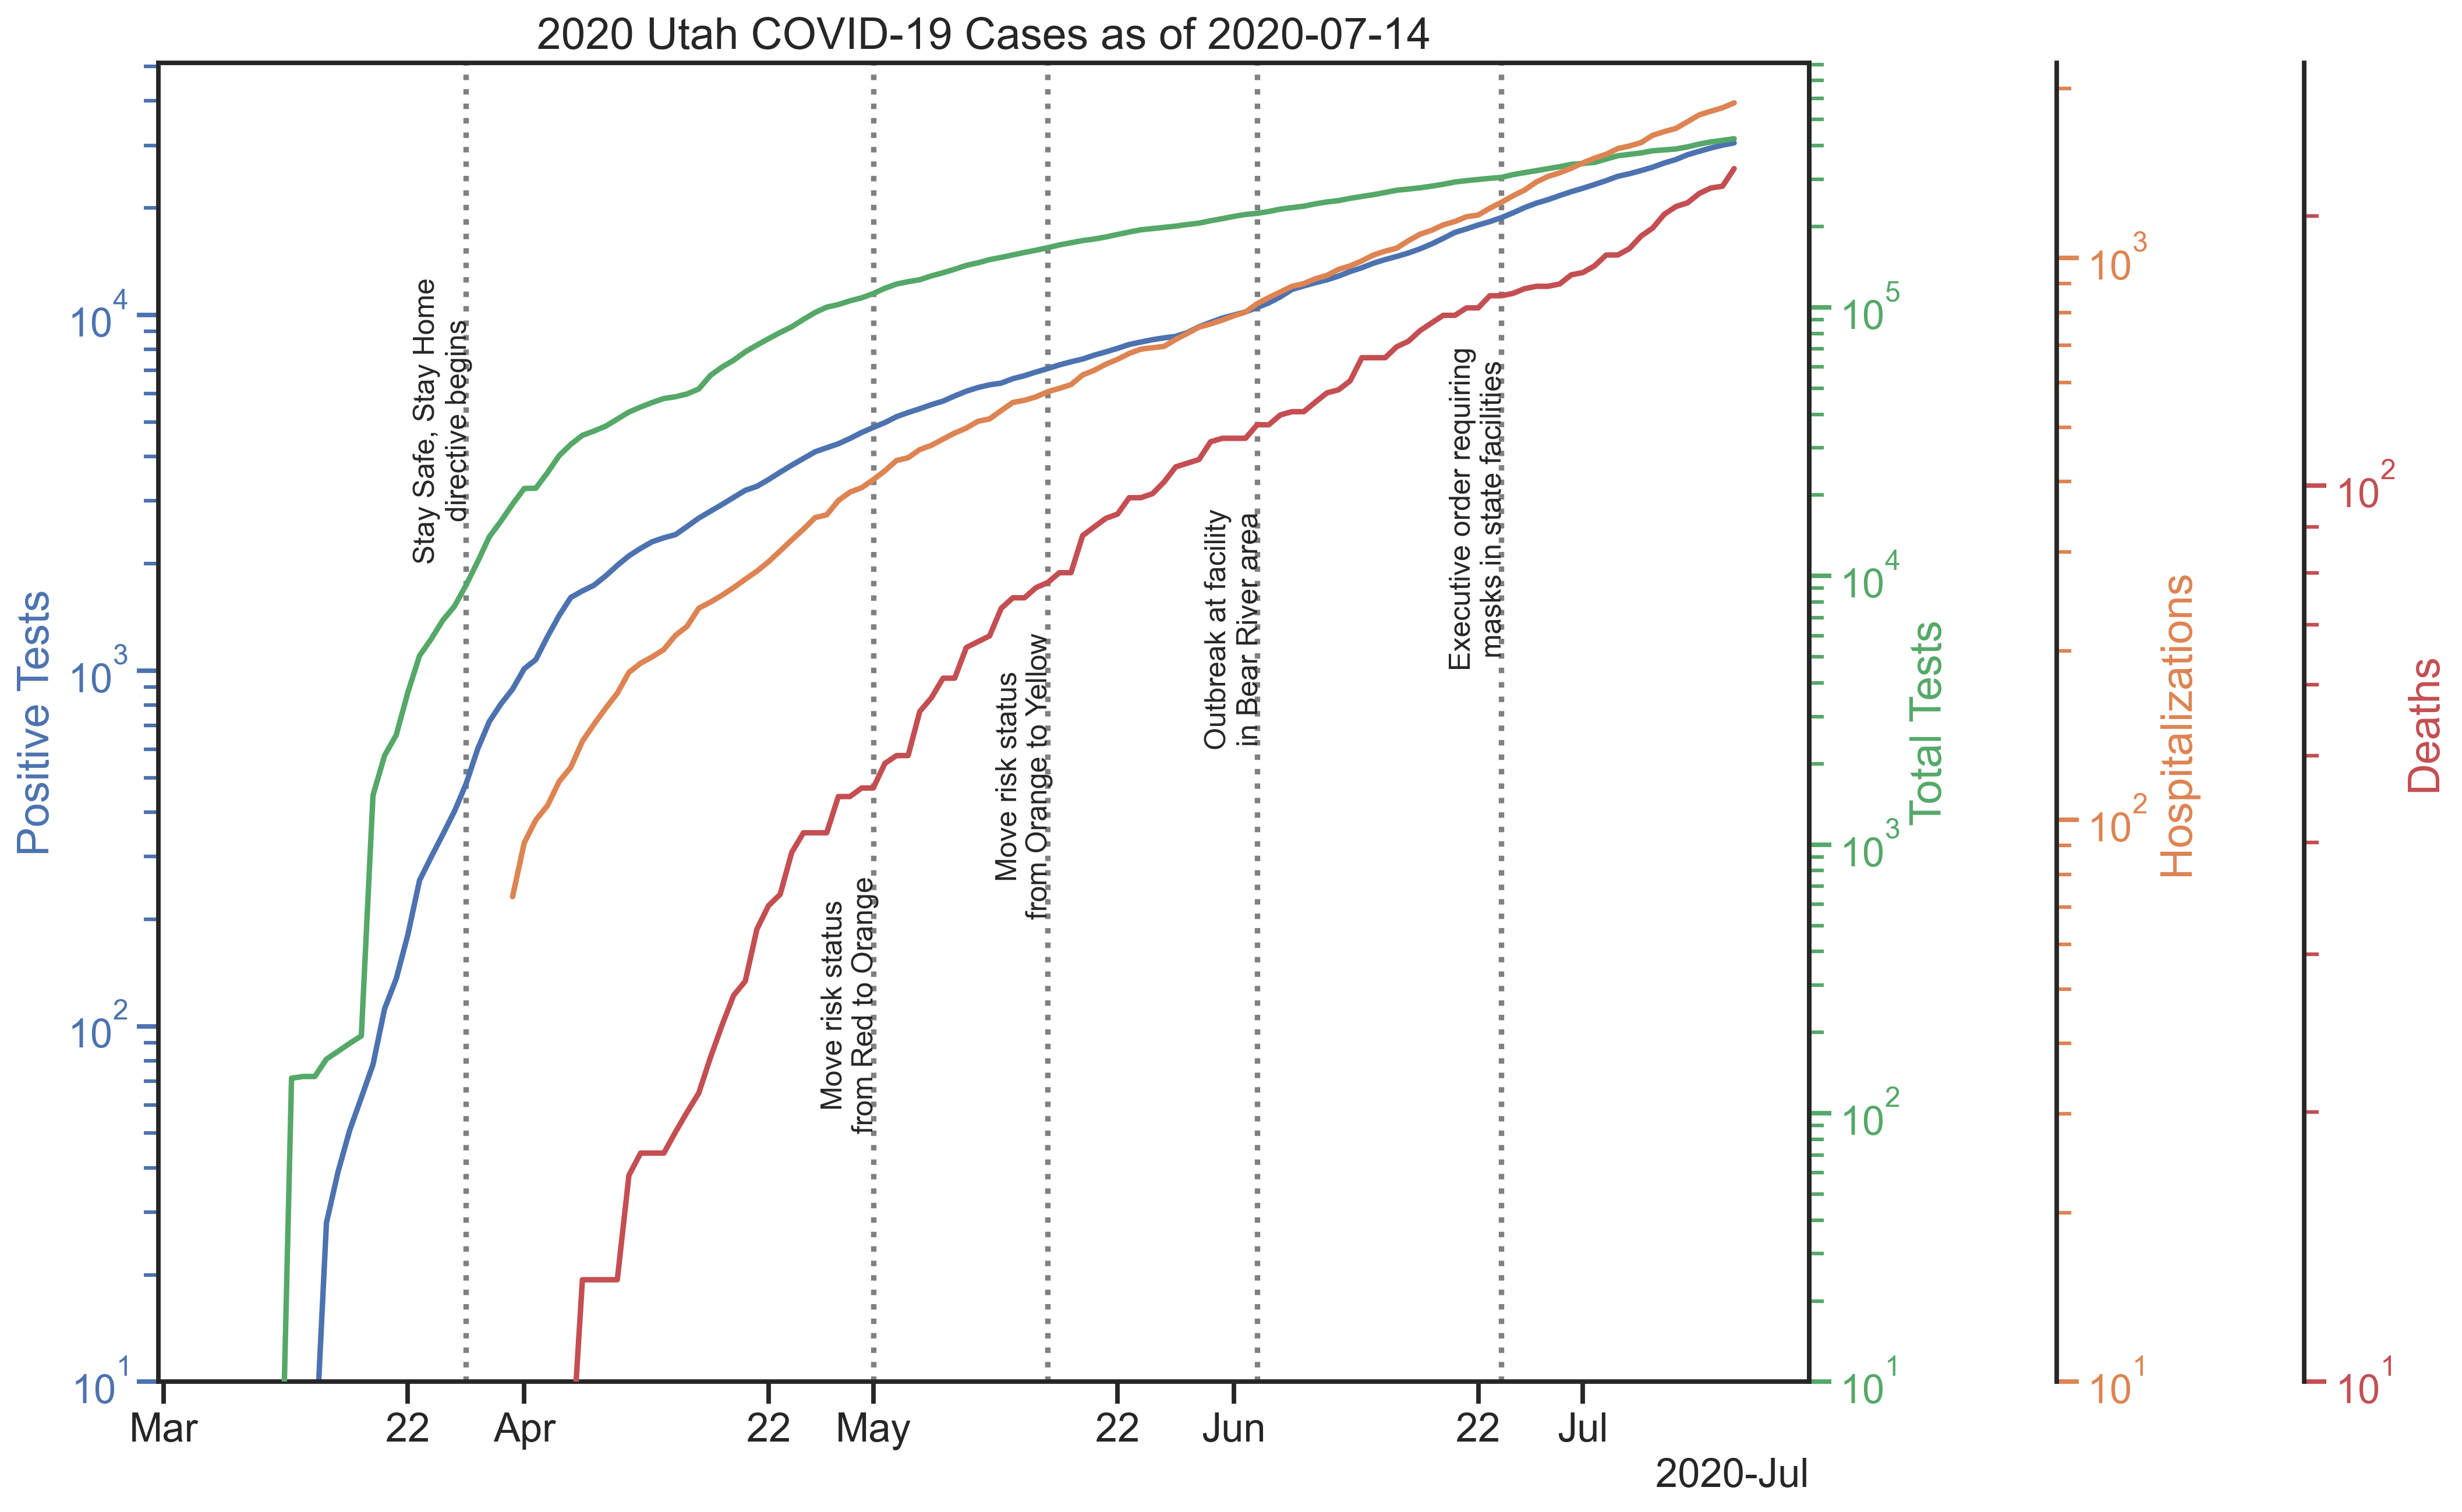 2020 Utah COVID-19 Cases as of 2020-07-14
Positive Tests
10^4
10^3
10^2
10^1
Stay Safe, Stay Home
directive begins
Move risk status
from Red to Orange
Move risk status
from Orange to Yellow
Outbreak at facility
in Bear River area
Executive order requiring
masks in state facilities
10^5
10^4
10^3
10^2
10^1
Total Tests
10^3
10^2
10^1
Hospitalizations
10^2
10^1
Deaths
Mar 22 Apr 22 May 22 Jun 22 Jul
2020-Jul